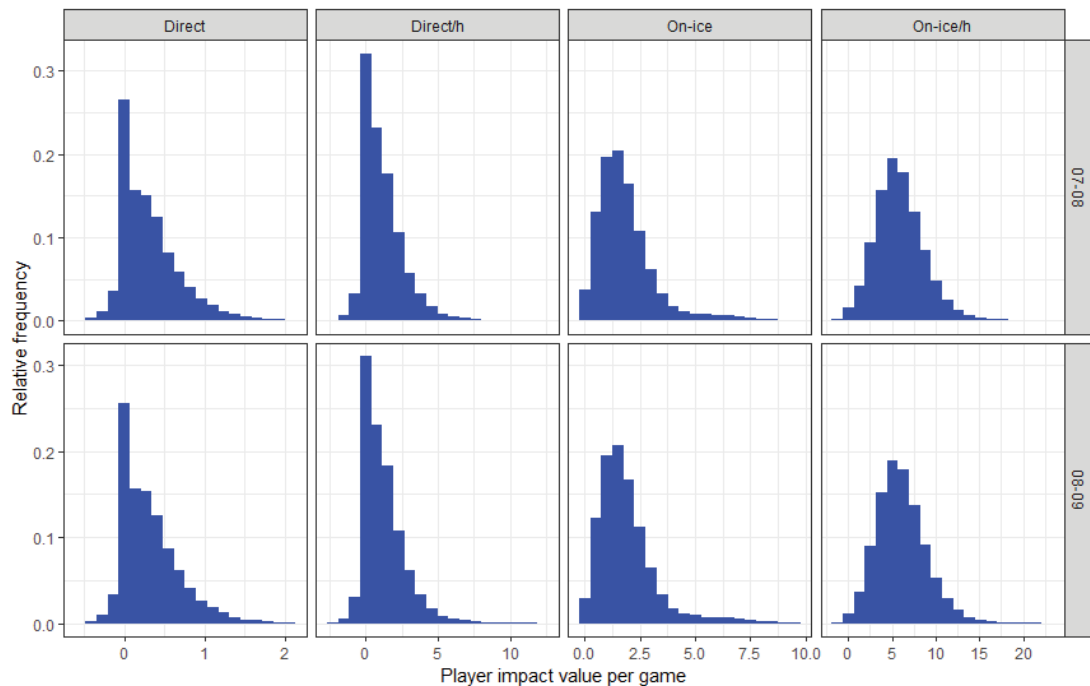 Direct
Direct/h
On-ice
On-ice/h
Relative frequency
0.3
0.2
0.1
0.0
07-08
0.3
0.2
0.1
0.0
08-09
0 1 2
0 5 10
0.0 2.5 5.0 7.5 10.0
0 5 10 15 20
Player impact value per game